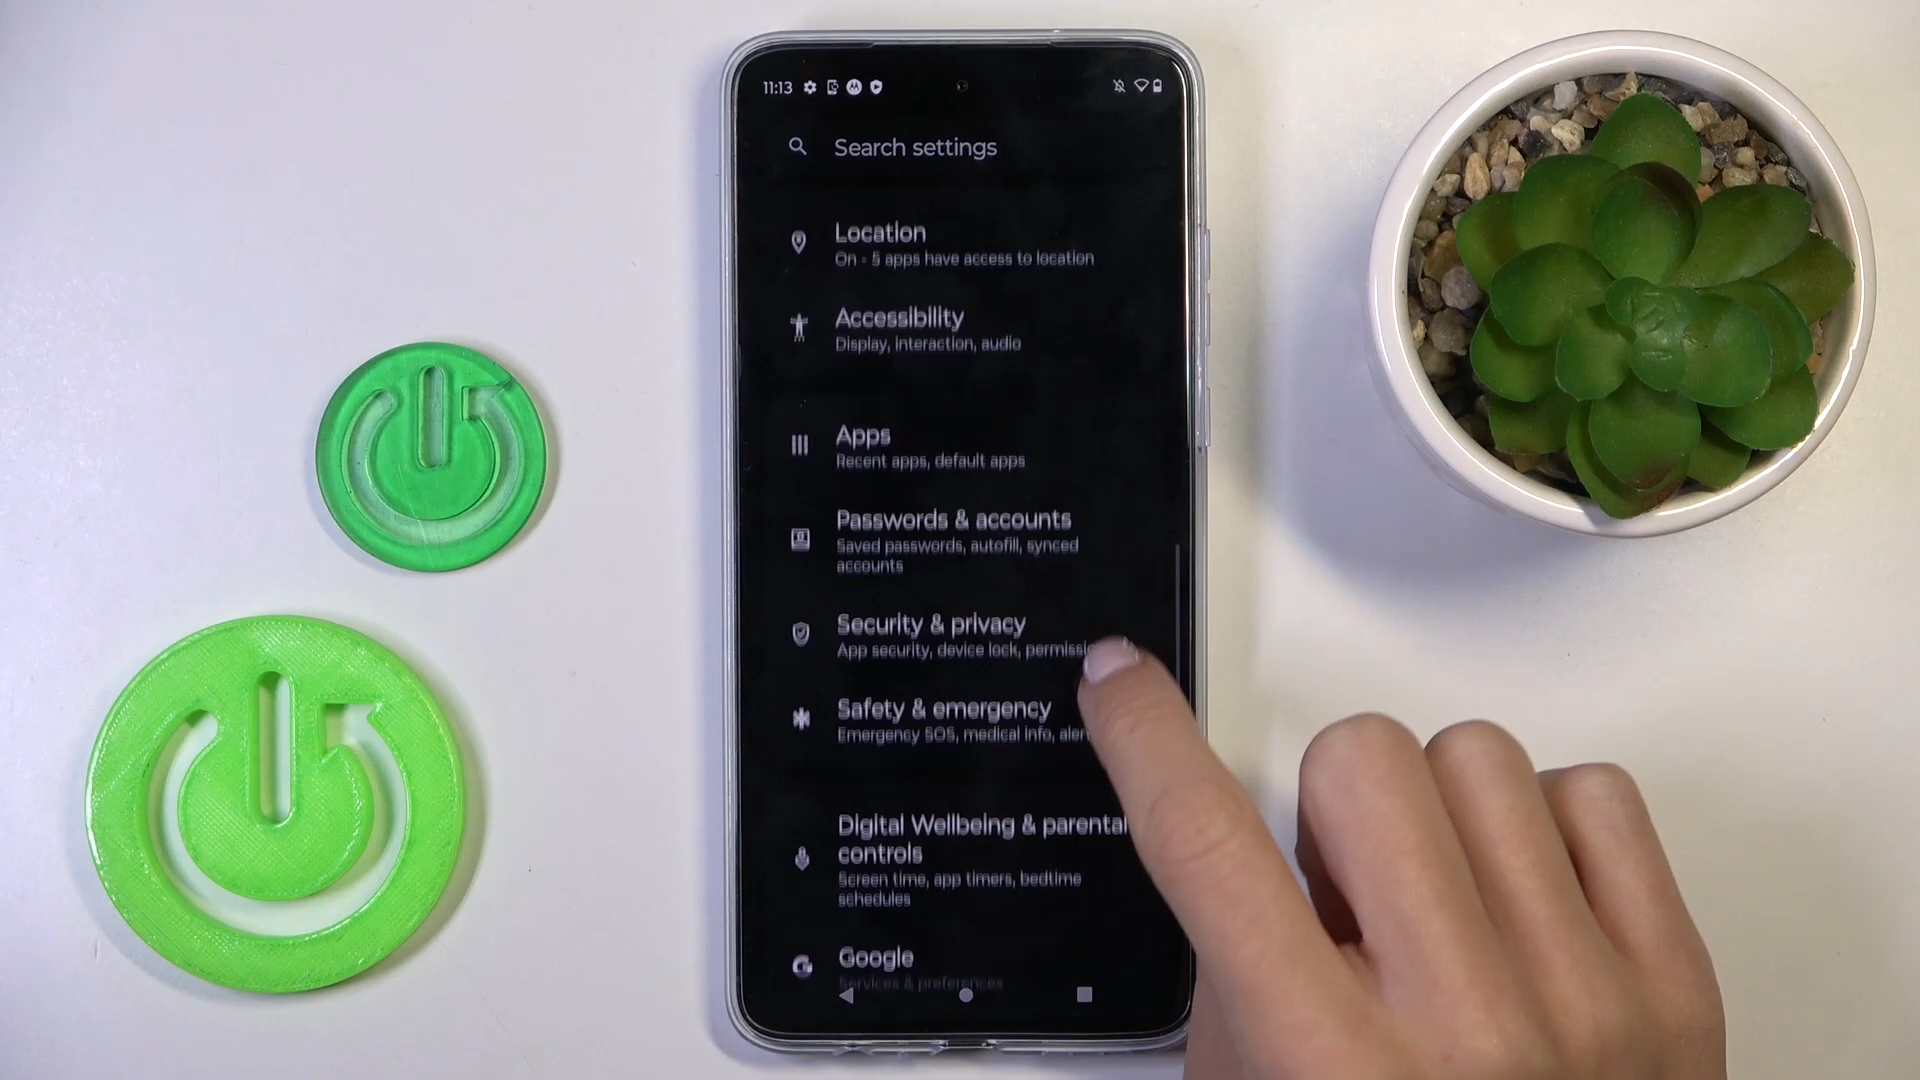 11:13
Search settings
Location
On - 5 apps have access to location
Accessibility
Display, interaction, audio
Apps
Recent apps, default apps
Passwords & accounts
Saved passwords, autofill, synced
accounts
Security & privacy
App security, device lock,
Safety & emergency
Emergency SOS, medical info,
Digital Wellbeing & parental
controls
Screen time, app timers, bedtime
schedules
Google
Services & preferences